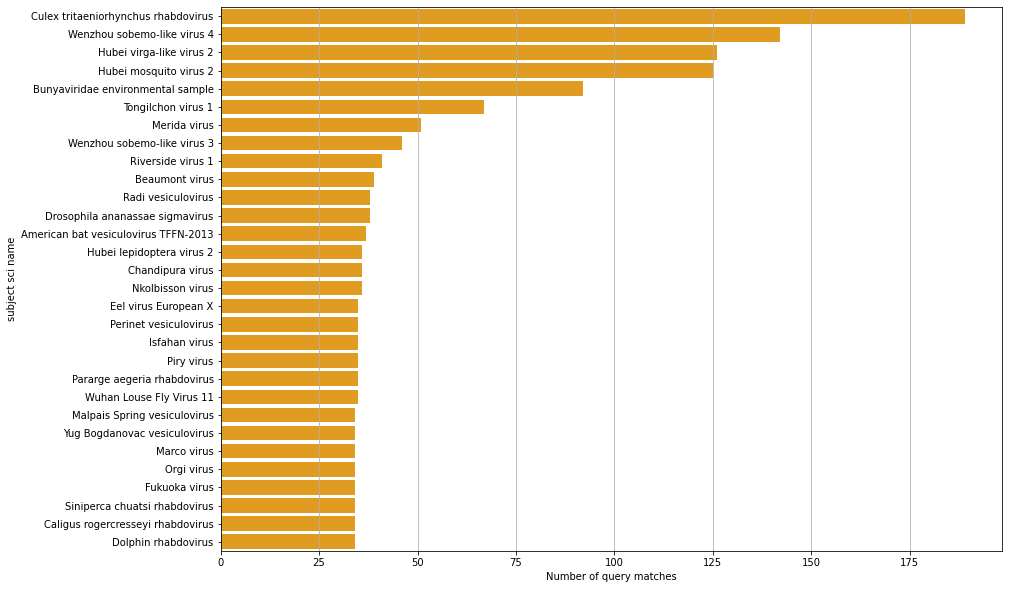 Culex tritaeniorhynchus rhabdovirus
Wenzhou sobemo-like virus 4
Hubei virga-like virus 2
Hubei mosquito virus 2
Bunyaviridae environmental sample
Tongilchon virus 1
Merida virus
Wenzhou sobemo-like virus 3
Riverside virus 1
Beaumont virus
Radi vesiculovirus
Drosophila ananassae sigmavirus
American bat vesiculovirus TFFN-2013
Hubei lepidoptera virus 2
Chandipura virus
Nkolbisson virus
Eel virus European X
Perinet vesiculovirus
Isfahan virus
Piry virus
Pararge aegeria rhabdovirus
Wuhan Louse Fly Virus 11
Malpais Spring vesiculovirus
Yug Bogdanovac vesiculovirus
Marco virus
Orgi virus
Fukuoka virus
Siniperca chuatsi rhabdovirus
Caligus rogercresseyi rhabdovirus
Dolphin rhabdovirus
subject sci name
0 25 50 75 100 125 150 175
Number of query matches